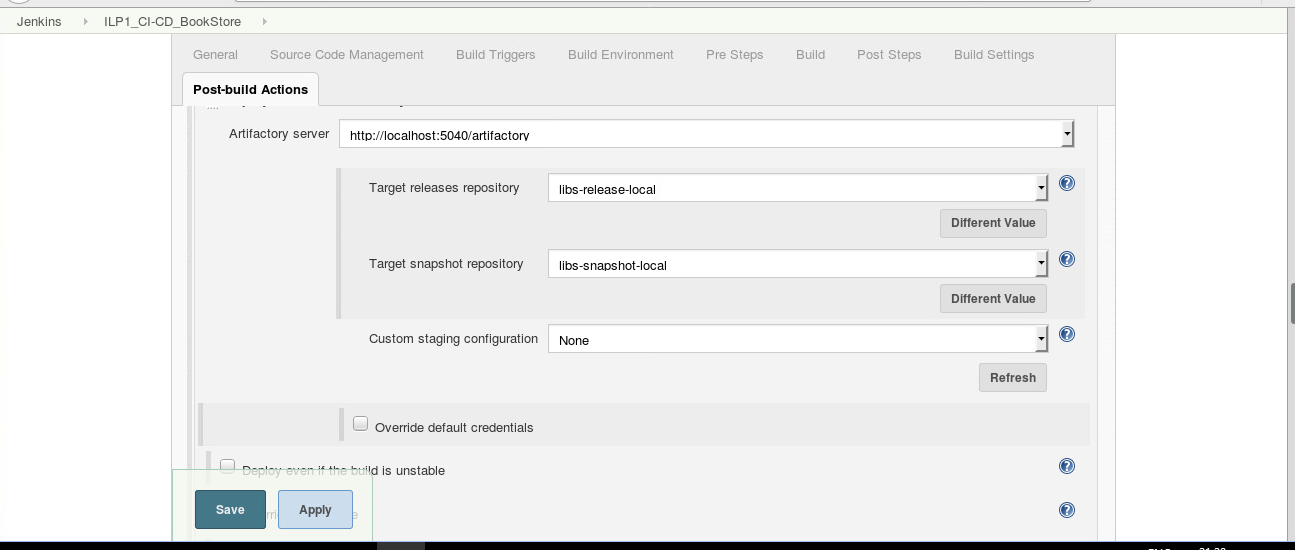 Jenkins ILP1_CI-CD_BookStore
General Source Code Management Build Triggers Build Environment Pre Steps Build Post Steps Build Settings
Post-build Actions
Artifactory server http://localhost:5040/artifactory
Target releases repository libs-release-local
Different Value
Target snapshot repository libs-snapshot-local
Different Value
Custom staging configuration None
Refresh
Override default credentials
Deploy even if the build is unstable
Save Apply